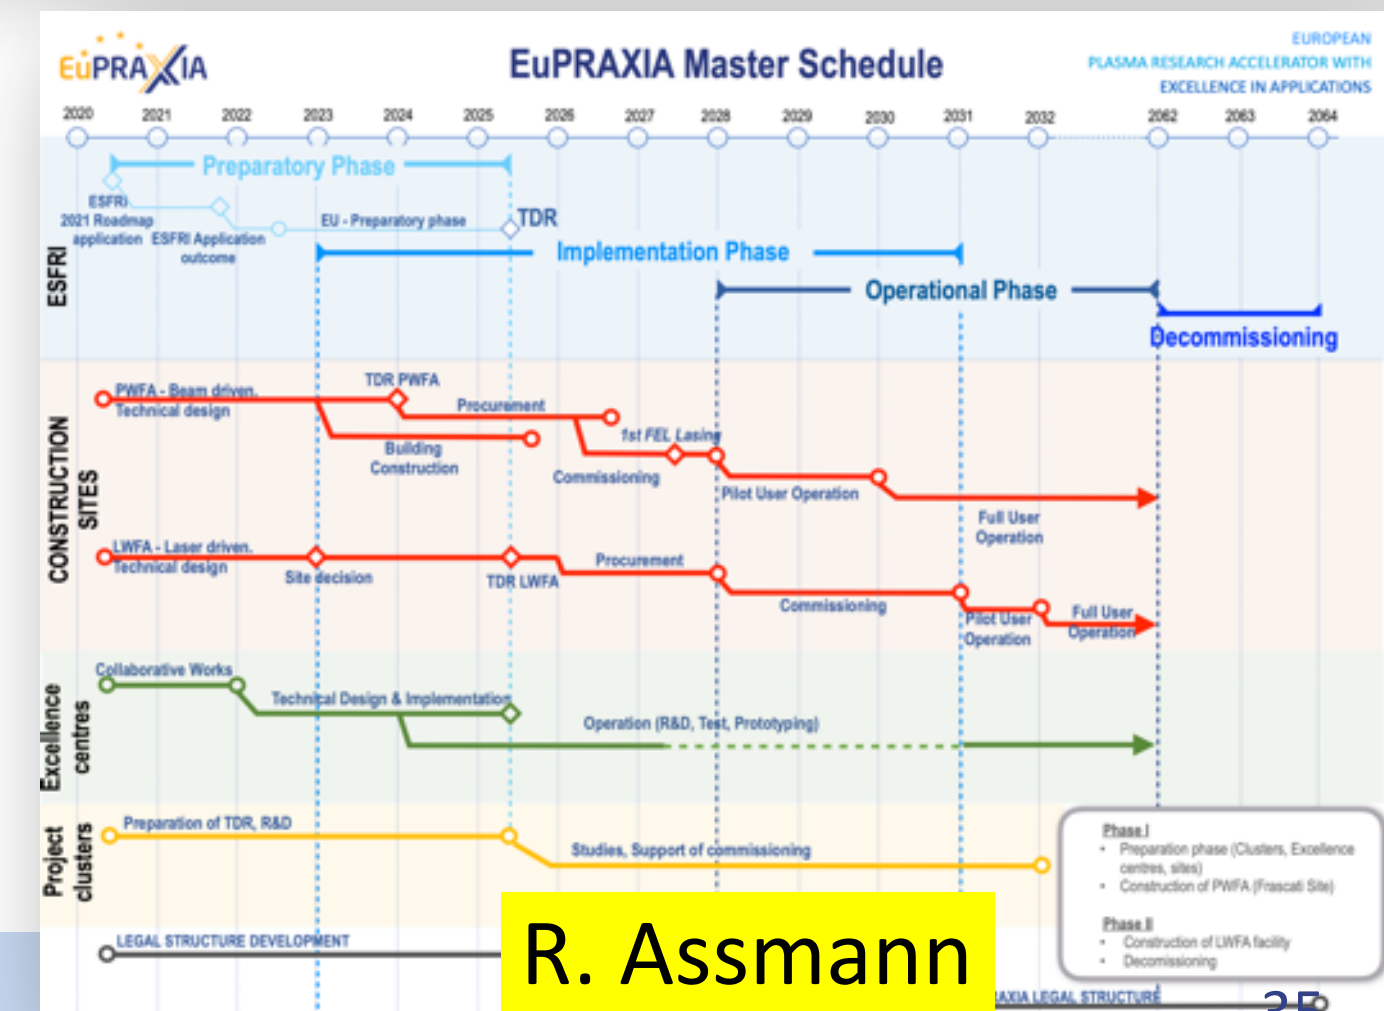 EuPRAXIA
EuPRAXIA Master Schedule
EUROPEAN
PLASMA RESEARCH ACCELERATOR WITH
EXCELLENCE IN APPLICATIONS
2020 2021 2022 2023 2024 2025 2026 2027 2028 2029 2030 2031 2032 2062 2063 2064
ESFRI
Preparatory Phase
ESFRI
2021 Roadmap
application
ESFRI Application
outcome
EU - Preparatory phase
TDR
Implementation Phase
Operational Phase
Decommissioning
CONSTRUCTION
SITES
PWFA - Beam driven.
Technical design
TDR PWFA
Procurement
Building
Construction
1st FEL Lasing
Commissioning
Pilot User Operation
Full User
Operation
LWFA - Laser driven.
Technical design
Site decision
TDR LWFA
Procurement
Commissioning
Pilot User
Operation
Full User
Operation
Excellence
centres
Collaborative Works
Technical Design & Implementation
Operation (R&D, Test, Prototyping)
Project
clusters
Preparation of TDR, R&D
Studies, Support of commissioning
Phase I
• Preparation phase (Clusters, Excellence
centres, sites)
• Construction of PWFA (Frascati Site)
Phase II
• Construction of LWFA facility
• Decomissioning
LEGAL STRUCTURE DEVELOPMENT
R. Assmann
AXIA LEGAL STRUCTURE
35